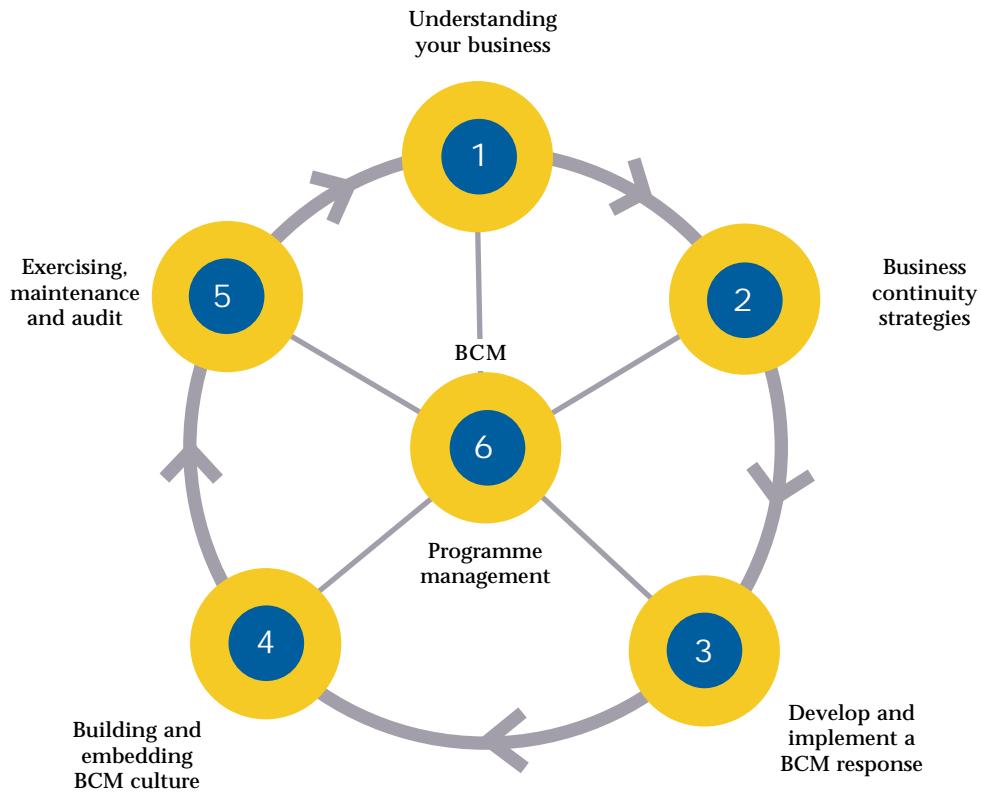 Understanding
your business
1
2
Business
continuity
strategies
Exercising,
maintenance
and audit
5
BCM
6
Programme
management
4
3
Building and
embedding
BCM culture
Develop and
implement a
BCM response